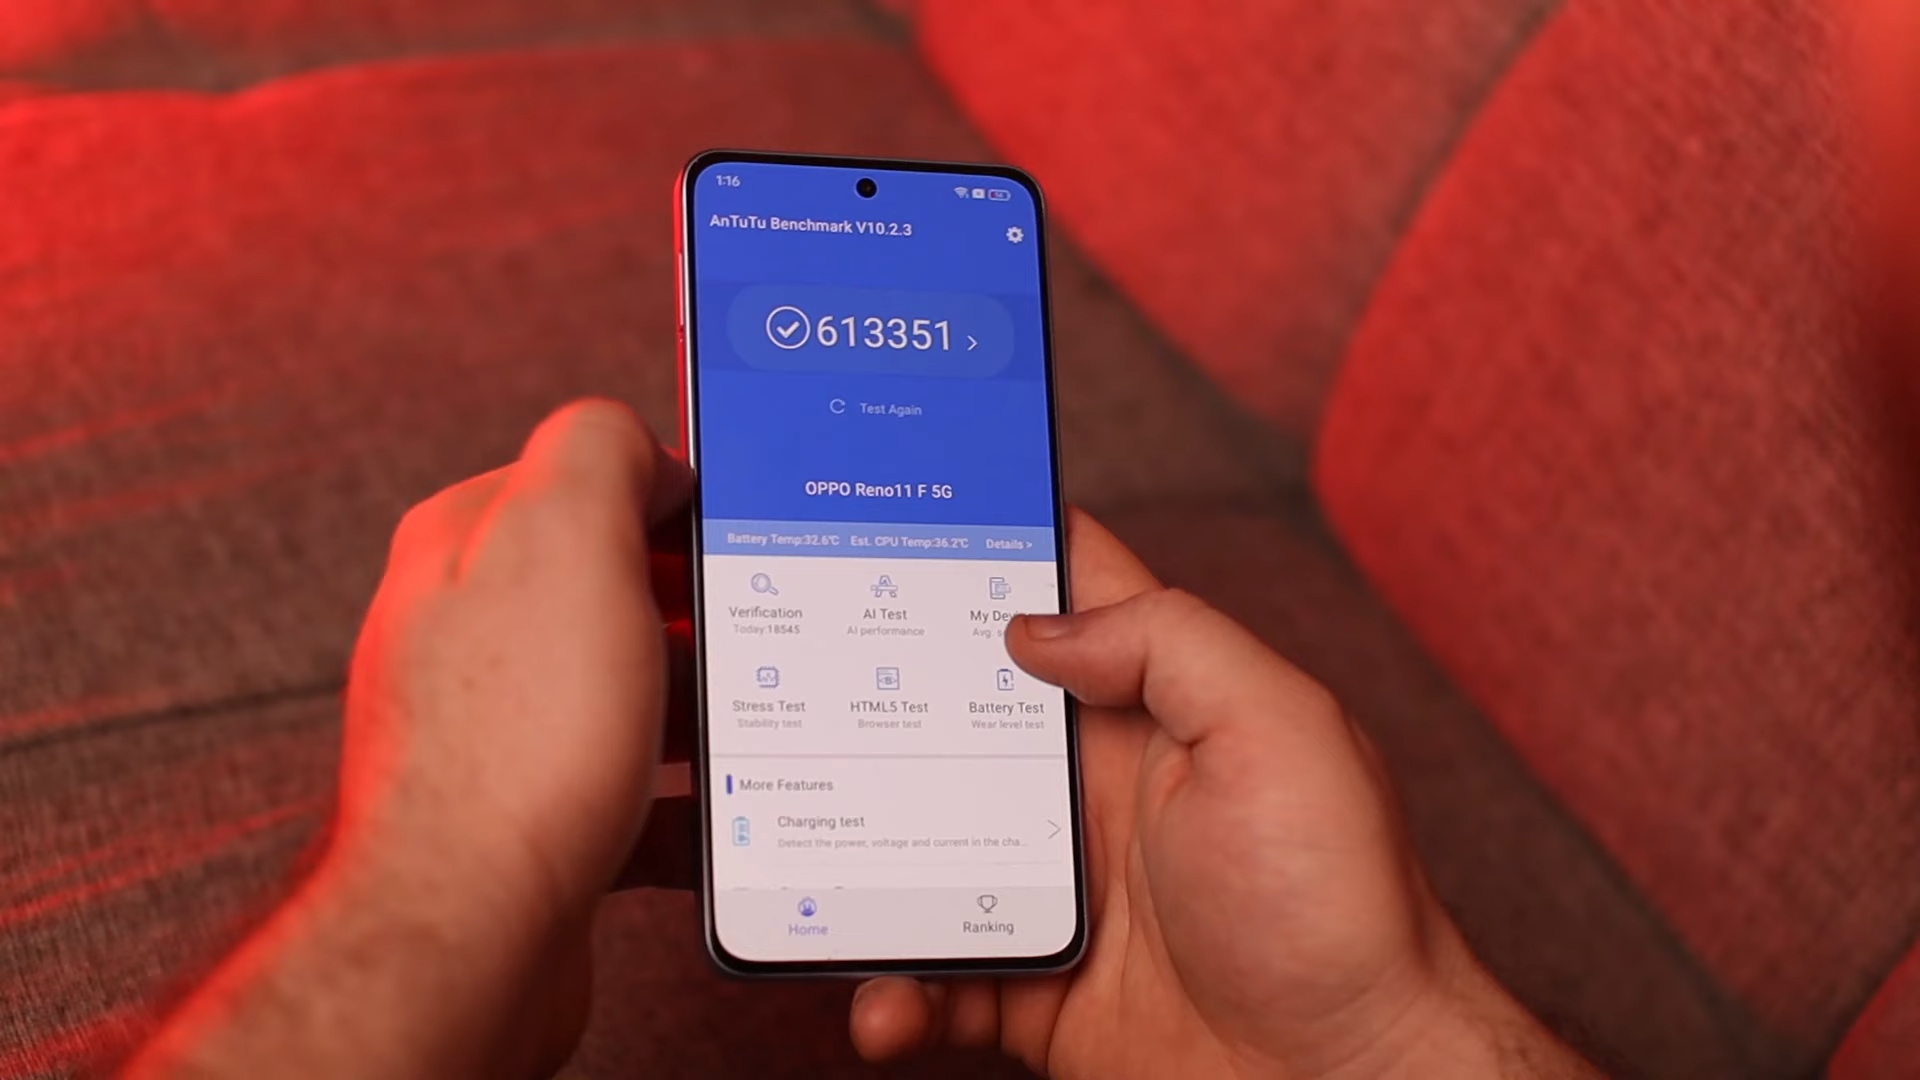 1:16
AnTuTu Benchmark V10.2.3
613351 >
Test Again
OPPO Reno11 F 5G
Battery Temp:32.6℃ Est. CPU Temp:36.2℃ Details >
Verification AI Test My
Today:18545 AI performance Avg.
Stress Test HTML5 Test Battery Test
Stability test Browser test Wear level test
More Features
Charging test
Detect the power, voltage and current in the cha...
Home Ranking